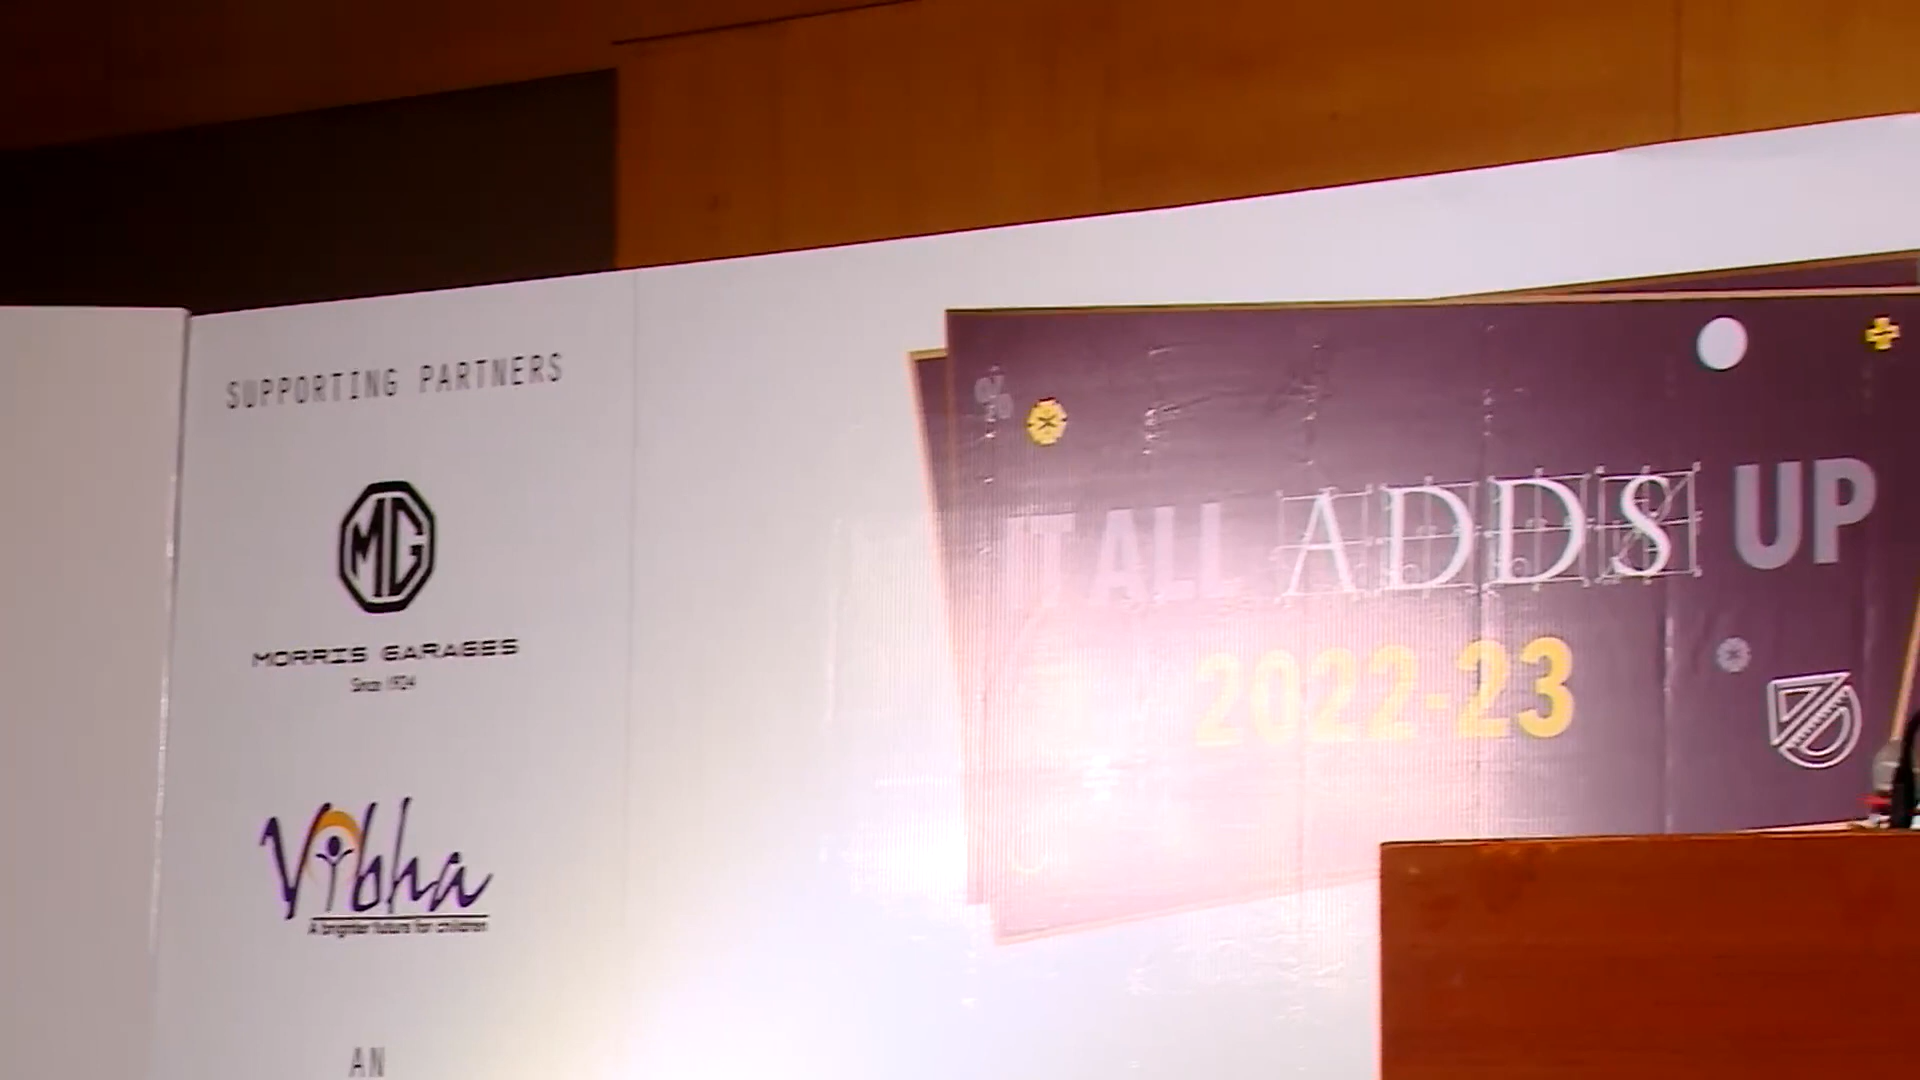 SUPPORTING PARTNERS
MG
MORRIS GARAGES
Since 1924
Vibha
A brighter future for children
AN
%
IT ALL ADDS UP
2022-23